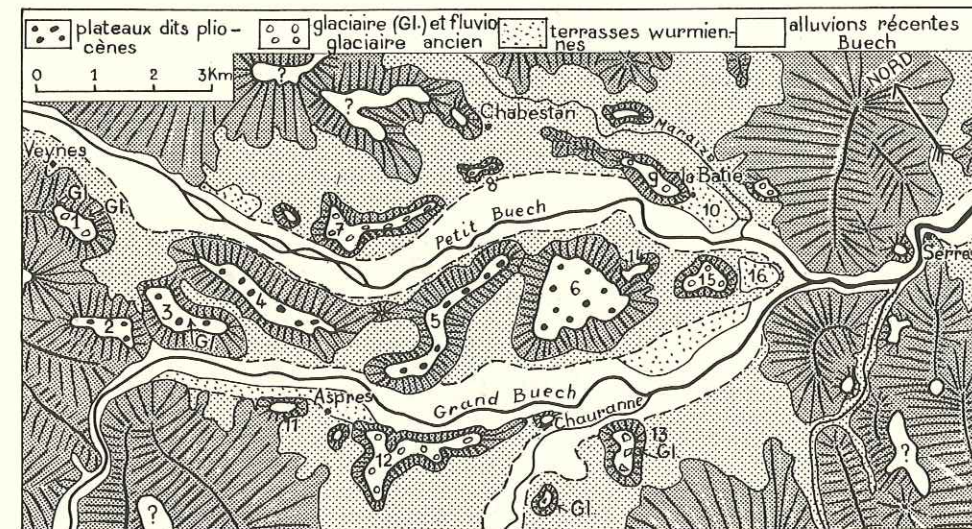 plateaux dits plio-
cènes
glaciaire (Gl.) et fluvio
glaciaire ancien
terrasses wurmien-
nes
alluvions récentes
Buech
0 1 2 3Km
NORD
?
?
Chabestan
Maraize
Veynes
Gl.
1
Gl.
8
9
la Batie
10
7
Petit Buech
Serres
14
6
15
16
4
3
2
5
Gl.
Grand Buech
Aspres
11
Chauranne
12
13
Gl.
Gl.
?
?